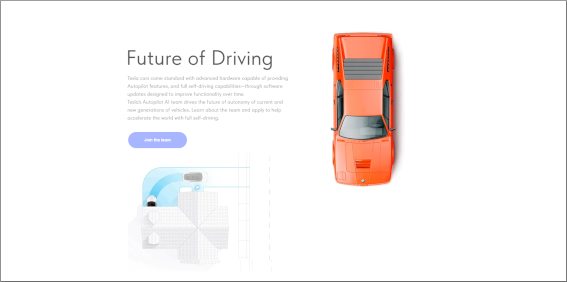 Future of Driving
Tesla cars come standard with advanced hardware capable of providing
Autopilot features, and full self-driving capabilities—through software
updates designed to improve functionality over time.
Tesla's Autopilot AI team drives the future of autonomy of current and
new generations of vehicles. Learn about the team and apply to help
accelerate the world with full self-driving.
Join the team